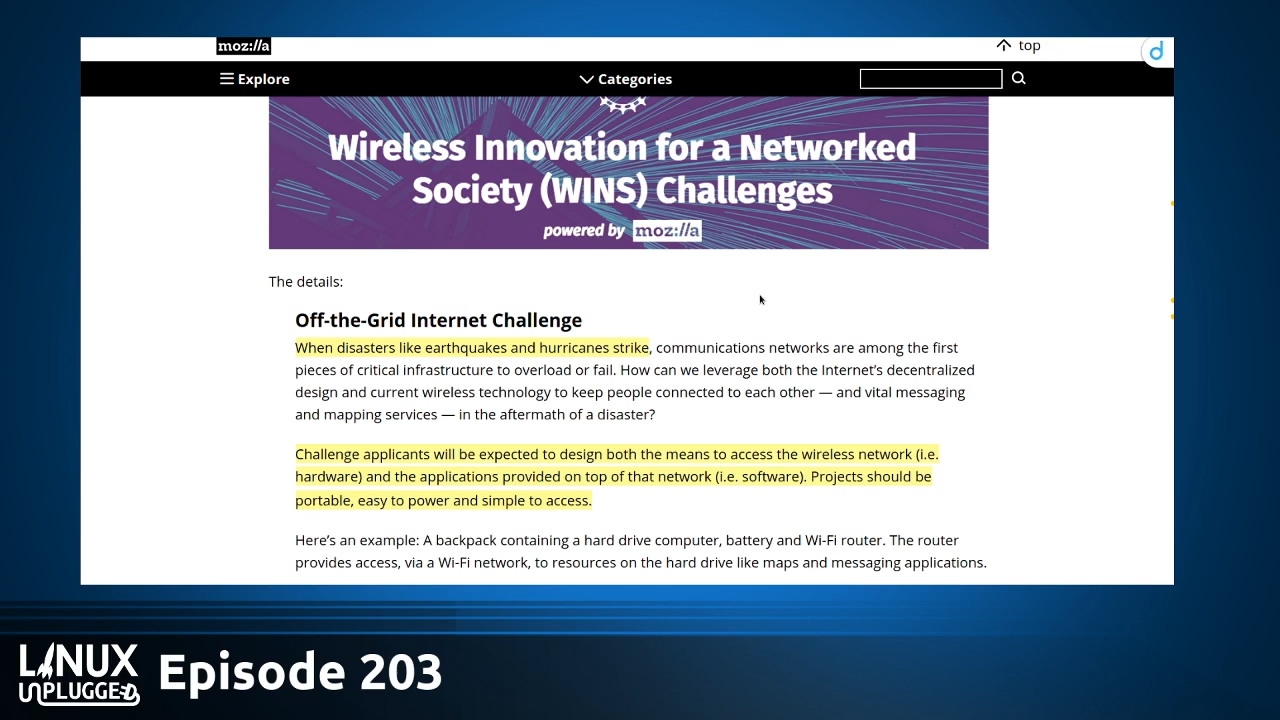 moz://a
top
d
Explore
Categories
Wireless Innovation for a Networked
Society (WINS) Challenges
powered by moz://a
The details:
Off-the-Grid Internet Challenge
When disasters like earthquakes and hurricanes strike, communications networks are among the first
pieces of critical infrastructure to overload or fail. How can we leverage both the Internet’s decentralized
design and current wireless technology to keep people connected to each other — and vital messaging
and mapping services — in the aftermath of a disaster?
Challenge applicants will be expected to design both the means to access the wireless network (i.e.
hardware) and the applications provided on top of that network (i.e. software). Projects should be
portable, easy to power and simple to access.
Here’s an example: A backpack containing a hard drive computer, battery and Wi-Fi router. The router
provides access, via a Wi-Fi network, to resources on the hard drive like maps and messaging applications.
LINUX
UNPLUGGED
Episode 203